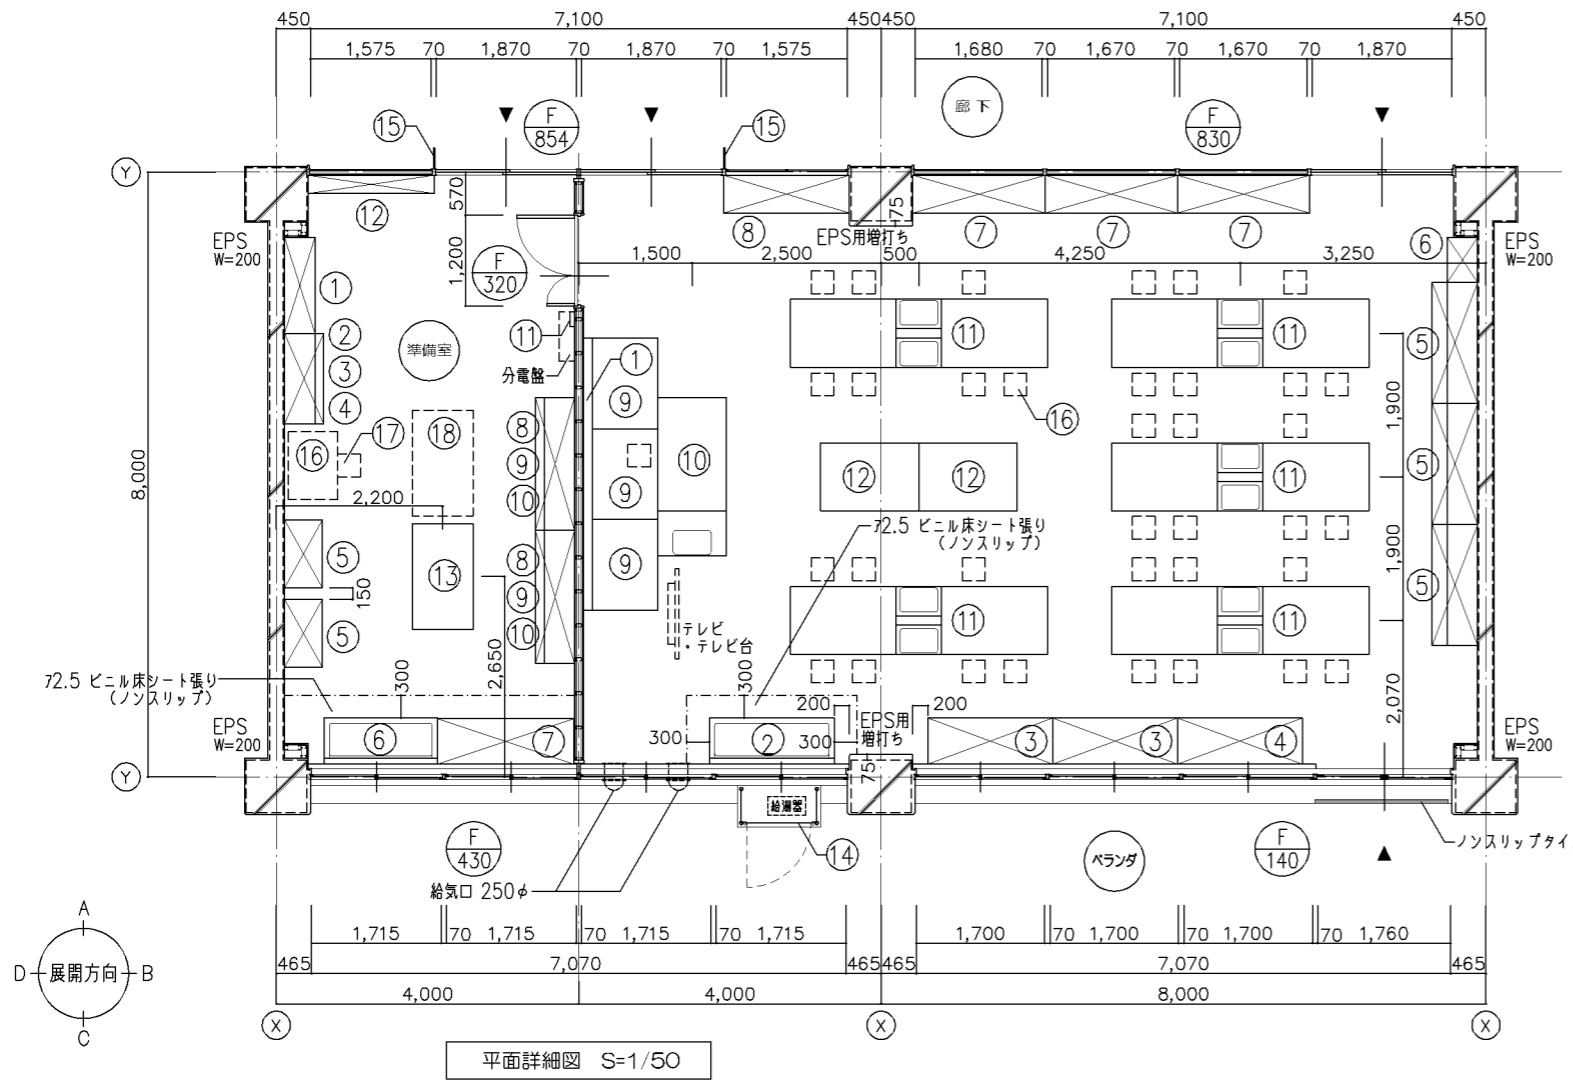 450 7,100 450 450 7,100 450
1,575 70 1,870 70 1,870 70 1,575 1,680 70 1,670 70 1,670 70 1,870
廊下
15 F 854 15 F 830
Y
570
12
75
EPS
W=200
8 EPS用増打ち 7 7 7 6
EPS
W=200
1,200
F 320
1,500 2,500 500 4,250 3,250
1
2
準備室
11
分電盤
1
11 11 5
3
4
9
16
1,900
17
18
16
8
9
10
9
10
12 12
11
5
8,000
2,200
ｱ2.5 ビニル床シート張り
(ノンスリップ)
1,900
5
13
8
9
10
9
5
150
5
11 11
テレビ
・テレビ台
2,650
ｱ2.5 ビニル床シート張り
(ノンスリップ)
300
300
2,070
EPS
W=200
6 7
300 2 300
200 200
EPS用
増打ち
3 3 4
EPS
W=200
Y
75
給湯器
14
F 430
給気口 250φ
ベランダ
F 140
ノンスリップタイ
A
D 展開方向 B
C
1,715 70 1,715 70 1,715 70 1,715 1,700 70 1,700 70 1,700 70 1,760
465 7,070 465 465 7,070 465
4,000 4,000 8,000
X X X
平面詳細図 S=1/50